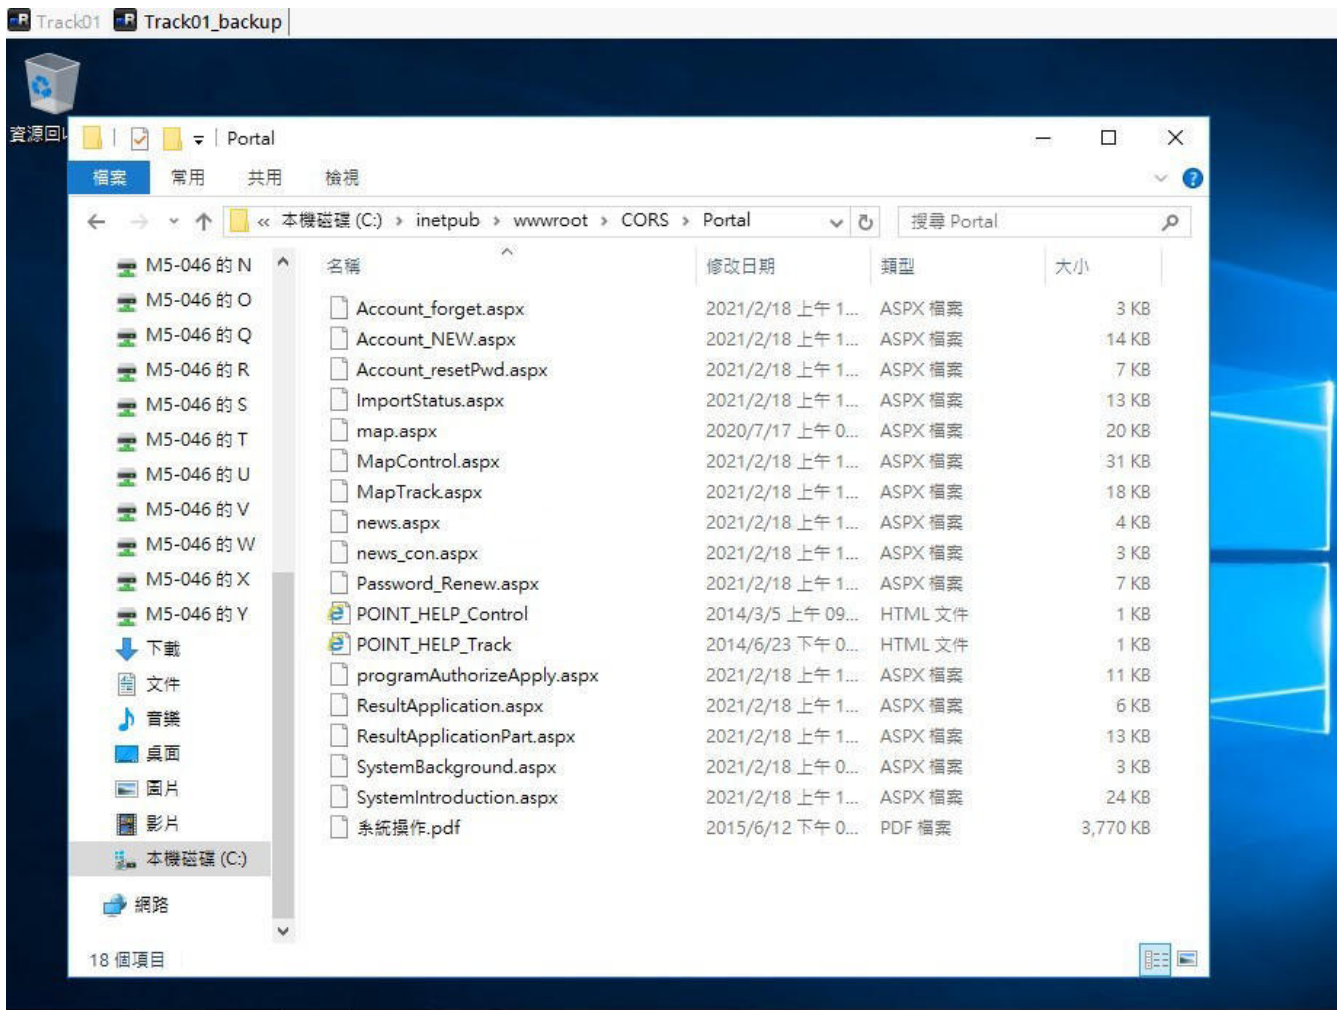 Track01 Track01_backup
資源回
Portal
檔案 常用 共用 檢視
« 本機磁碟 (C:) › inetpub › wwwroot › CORS › Portal 搜尋 Portal
名稱 修改日期 類型 大小
M5-046 的 N
M5-046 的 O
M5-046 的 Q
M5-046 的 R
M5-046 的 S
M5-046 的 T
M5-046 的 U
M5-046 的 V
M5-046 的 W
M5-046 的 X
M5-046 的 Y
下載
文件
音樂
桌面
圖片
影片
本機磁碟 (C:)
網路
Account_forget.aspx 2021/2/18 上午 1... ASPX 檔案 3 KB
Account_NEW.aspx 2021/2/18 上午 1... ASPX 檔案 14 KB
Account_resetPwd.aspx 2021/2/18 上午 1... ASPX 檔案 7 KB
ImportStatus.aspx 2021/2/18 上午 1... ASPX 檔案 13 KB
map.aspx 2020/7/17 上午 0... ASPX 檔案 20 KB
MapControl.aspx 2021/2/18 上午 1... ASPX 檔案 31 KB
MapTrack.aspx 2021/2/18 上午 1... ASPX 檔案 18 KB
news.aspx 2021/2/18 上午 1... ASPX 檔案 4 KB
news_con.aspx 2021/2/18 上午 1... ASPX 檔案 3 KB
Password_Renew.aspx 2021/2/18 上午 1... ASPX 檔案 7 KB
POINT_HELP_Control 2014/3/5 上午 09... HTML 文件 1 KB
POINT_HELP_Track 2014/6/23 下午 0... HTML 文件 1 KB
programAuthorizeApply.aspx 2021/2/18 上午 1... ASPX 檔案 11 KB
ResultApplication.aspx 2021/2/18 上午 1... ASPX 檔案 6 KB
ResultApplicationPart.aspx 2021/2/18 上午 1... ASPX 檔案 13 KB
SystemBackground.aspx 2021/2/18 上午 0... ASPX 檔案 3 KB
SystemIntroduction.aspx 2021/2/18 上午 1... ASPX 檔案 24 KB
系統操作.pdf 2015/6/12 下午 0... PDF 檔案 3,770 KB
18 個項目